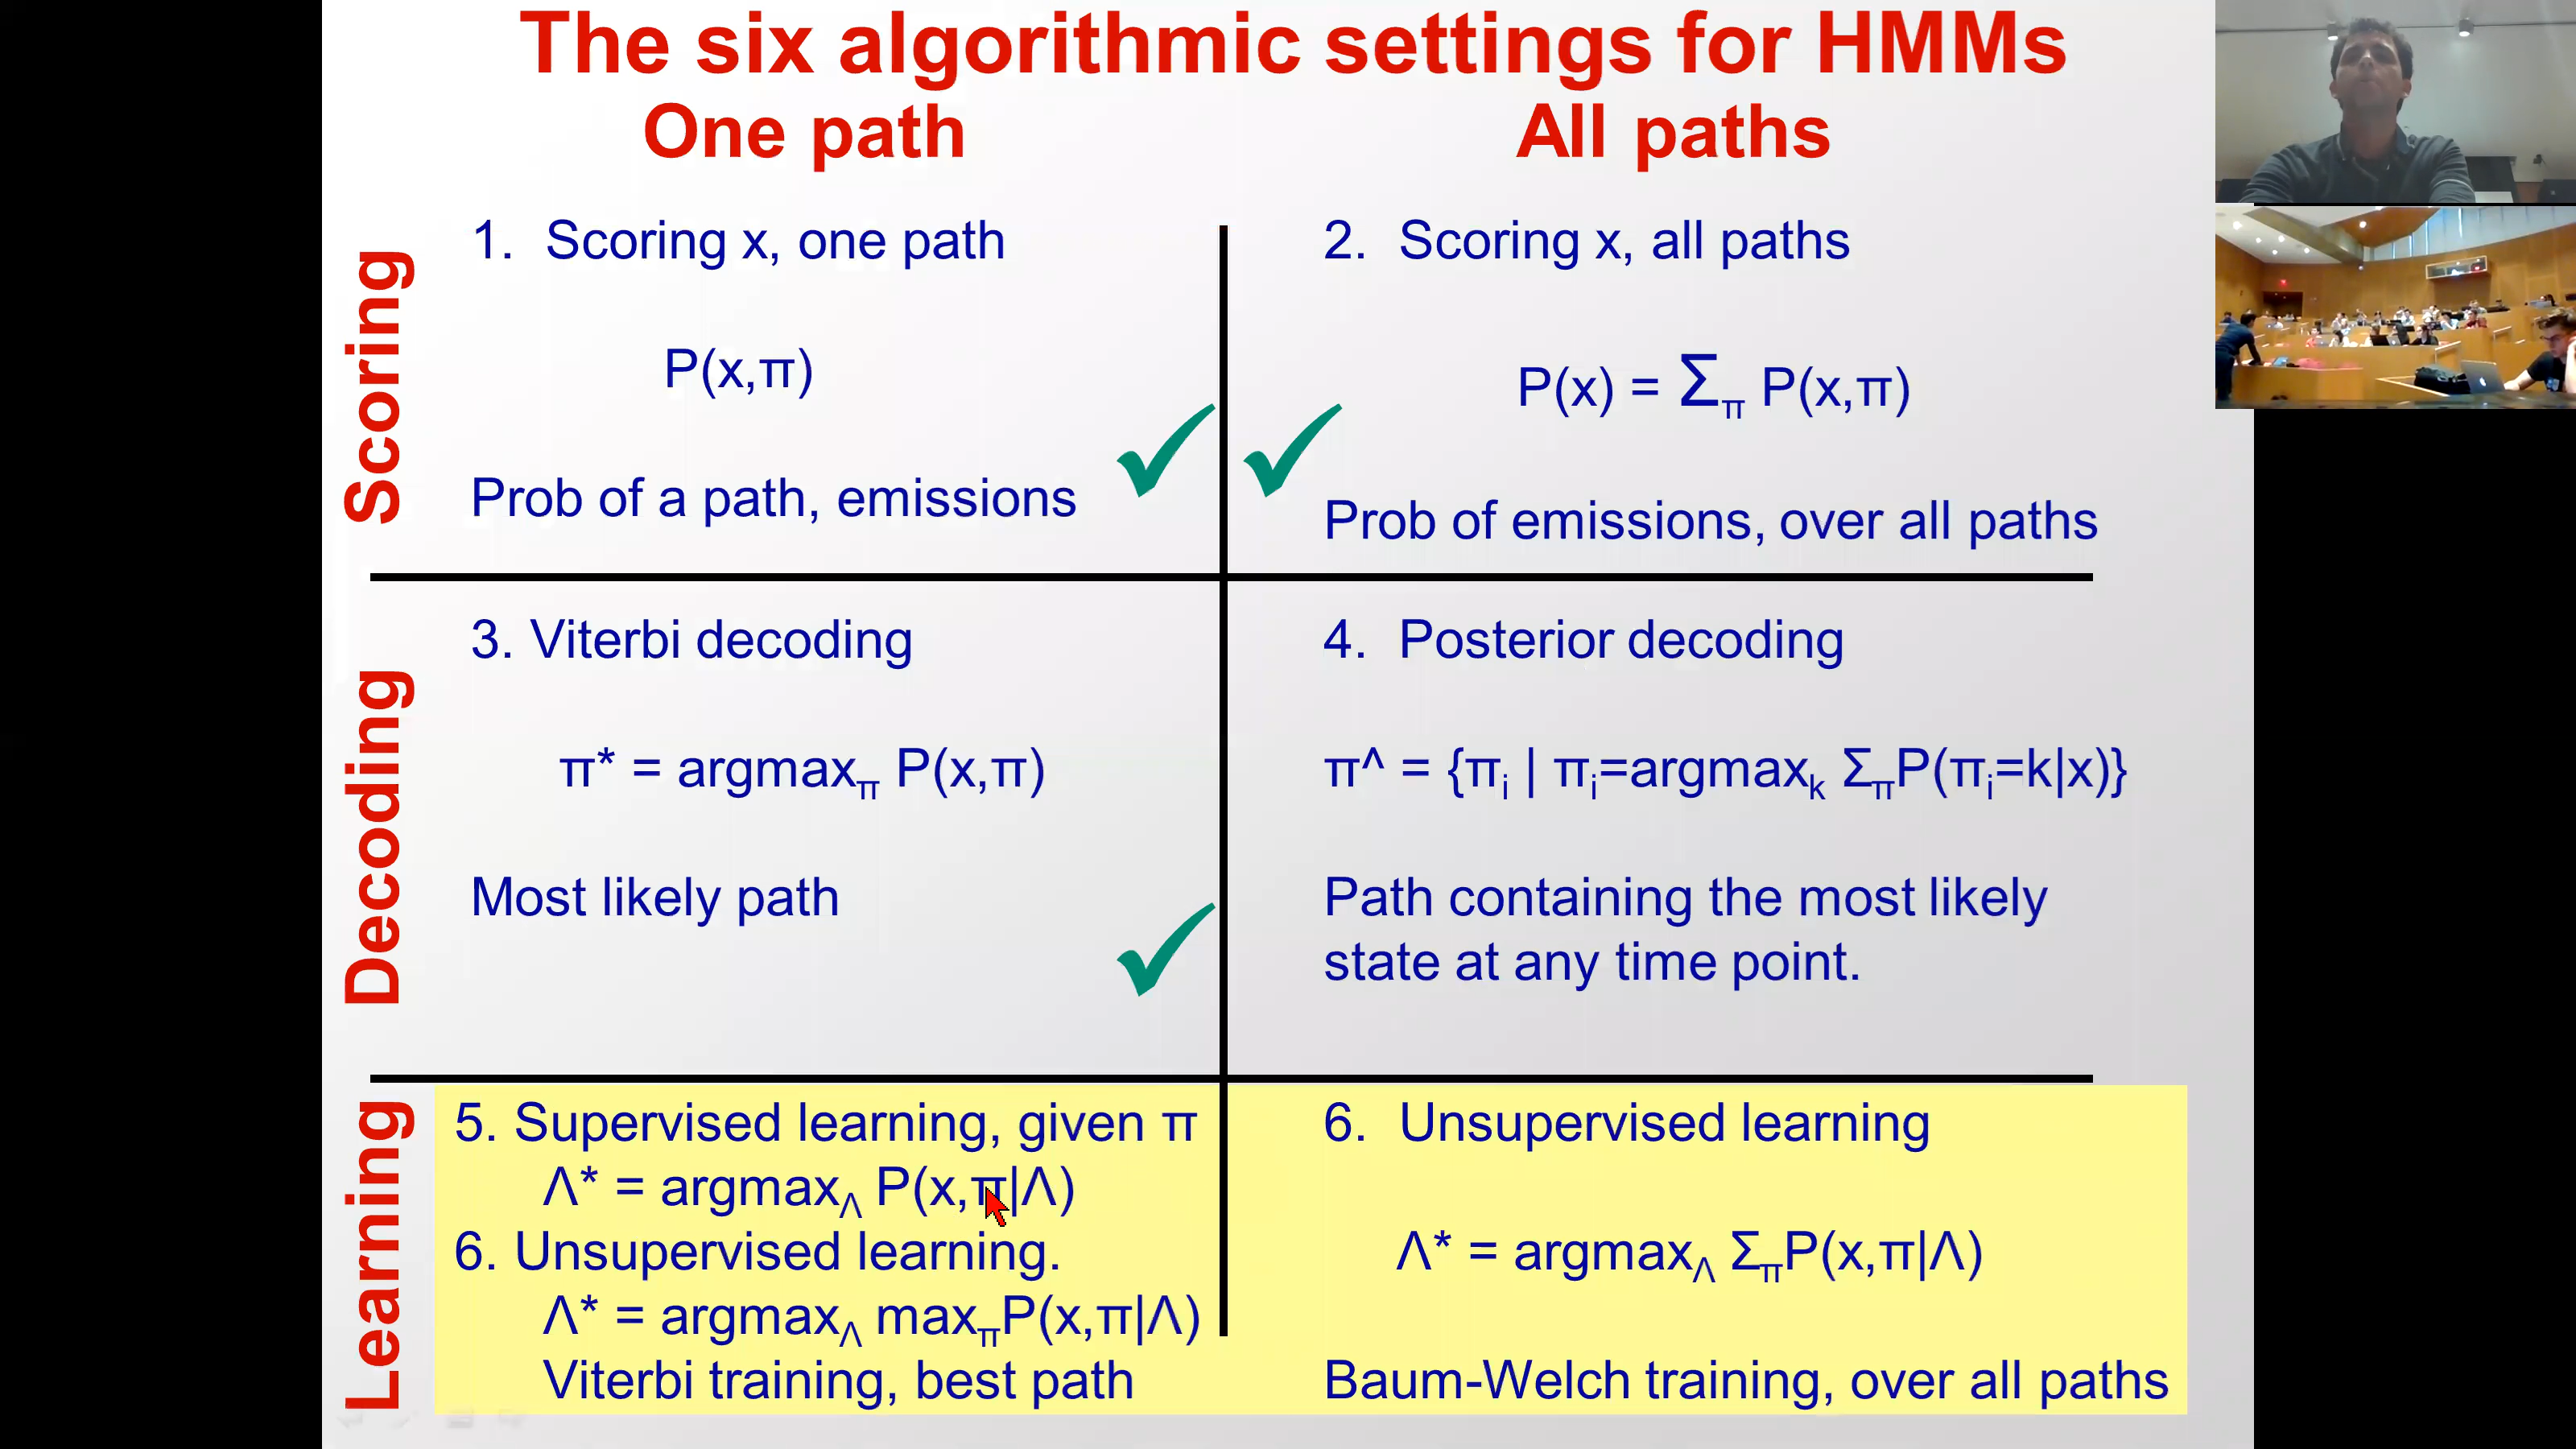 The six algorithmic settings for HMMs
One path
All paths
Scoring
1. Scoring x, one path
P(x,π)
Prob of a path, emissions
2. Scoring x, all paths
P(x) = Σπ P(x,π)
Prob of emissions, over all paths
Decoding
3. Viterbi decoding
π* = argmaxπ P(x,π)
Most likely path
4. Posterior decoding
π^ = {πi | πi=argmaxk ΣπP(πi=k|x)}
Path containing the most likely
state at any time point.
Learning
5. Supervised learning, given π
Λ* = argmaxΛ P(x,π|Λ)
6. Unsupervised learning.
Λ* = argmaxΛ maxπP(x,π|Λ)
Viterbi training, best path
6. Unsupervised learning
Λ* = argmaxΛ ΣπP(x,π|Λ)
Baum-Welch training, over all paths